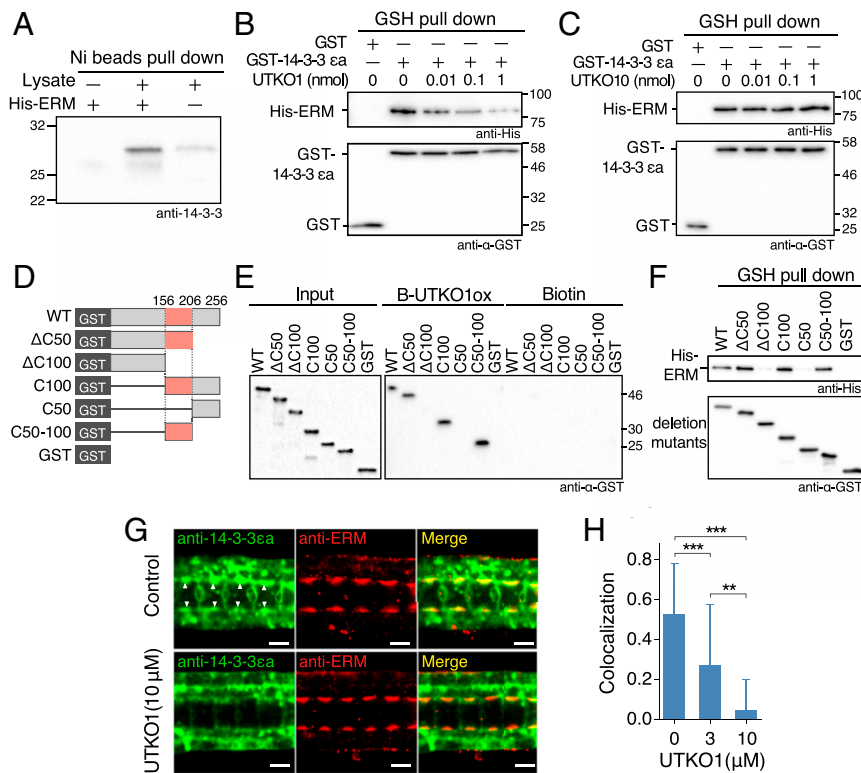 A
Ni beads pull down
Lysate – + +
His-ERM + + –
32
25
22
anti-14-3-3
B
GSH pull down
GST + – – – –
GST-14-3-3 εa – + + + +
UTKO1 (nmol) 0 0 0.01 0.1 1
His-ERM
100
75
anti-His
GST-
14-3-3 εa
GST
58
46
32
25
anti-α-GST
C
GSH pull down
GST + – – – –
GST-14-3-3 εa – + + + +
UTKO10 (nmol) 0 0 0.01 0.1 1
His-ERM
100
75
anti-His
GST-
14-3-3 εa
GST
58
46
32
25
anti-α-GST
D
156 206 256
WT GST
ΔC50 GST
ΔC100 GST
C100 GST
C50 GST
C50-100 GST
GST GST
E
Input B-UTKO1ox Biotin
WT ΔC50 ΔC100 C100 C50 C50-100 GST WT ΔC50 ΔC100 C100 C50 C50-100 GST WT ΔC50 ΔC100 C100 C50 C50-100 GST
46
30
25
anti-α-GST
F
GSH pull down
WT ΔC50 ΔC100 C100 C50 C50-100 GST
His-
ERM
anti-His
deletion
mutants
anti-α-GST
G
Control
anti-14-3-3εa anti-ERM Merge
UTKO1(10 μM)
anti-14-3-3εa anti-ERM Merge
H
Colocalization
0.8
0.6
0.4
0.2
0.0
***
***
**
0 3 10
UTKO1(μM)